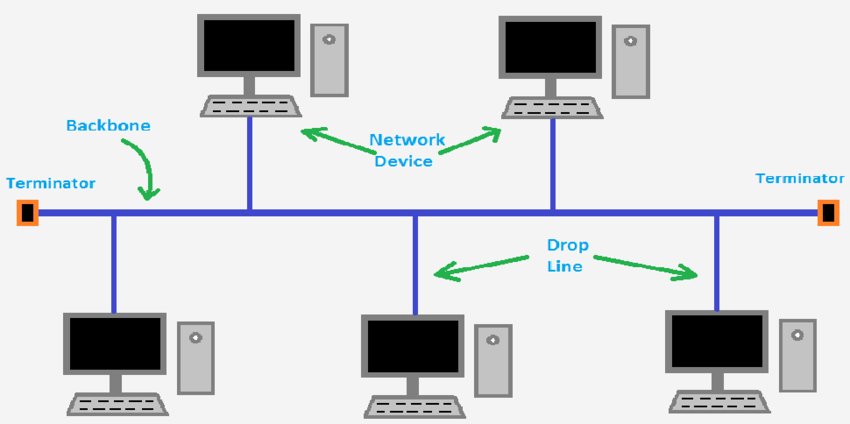 Backbone
Network
Device
Terminator
Terminator
Drop
Line